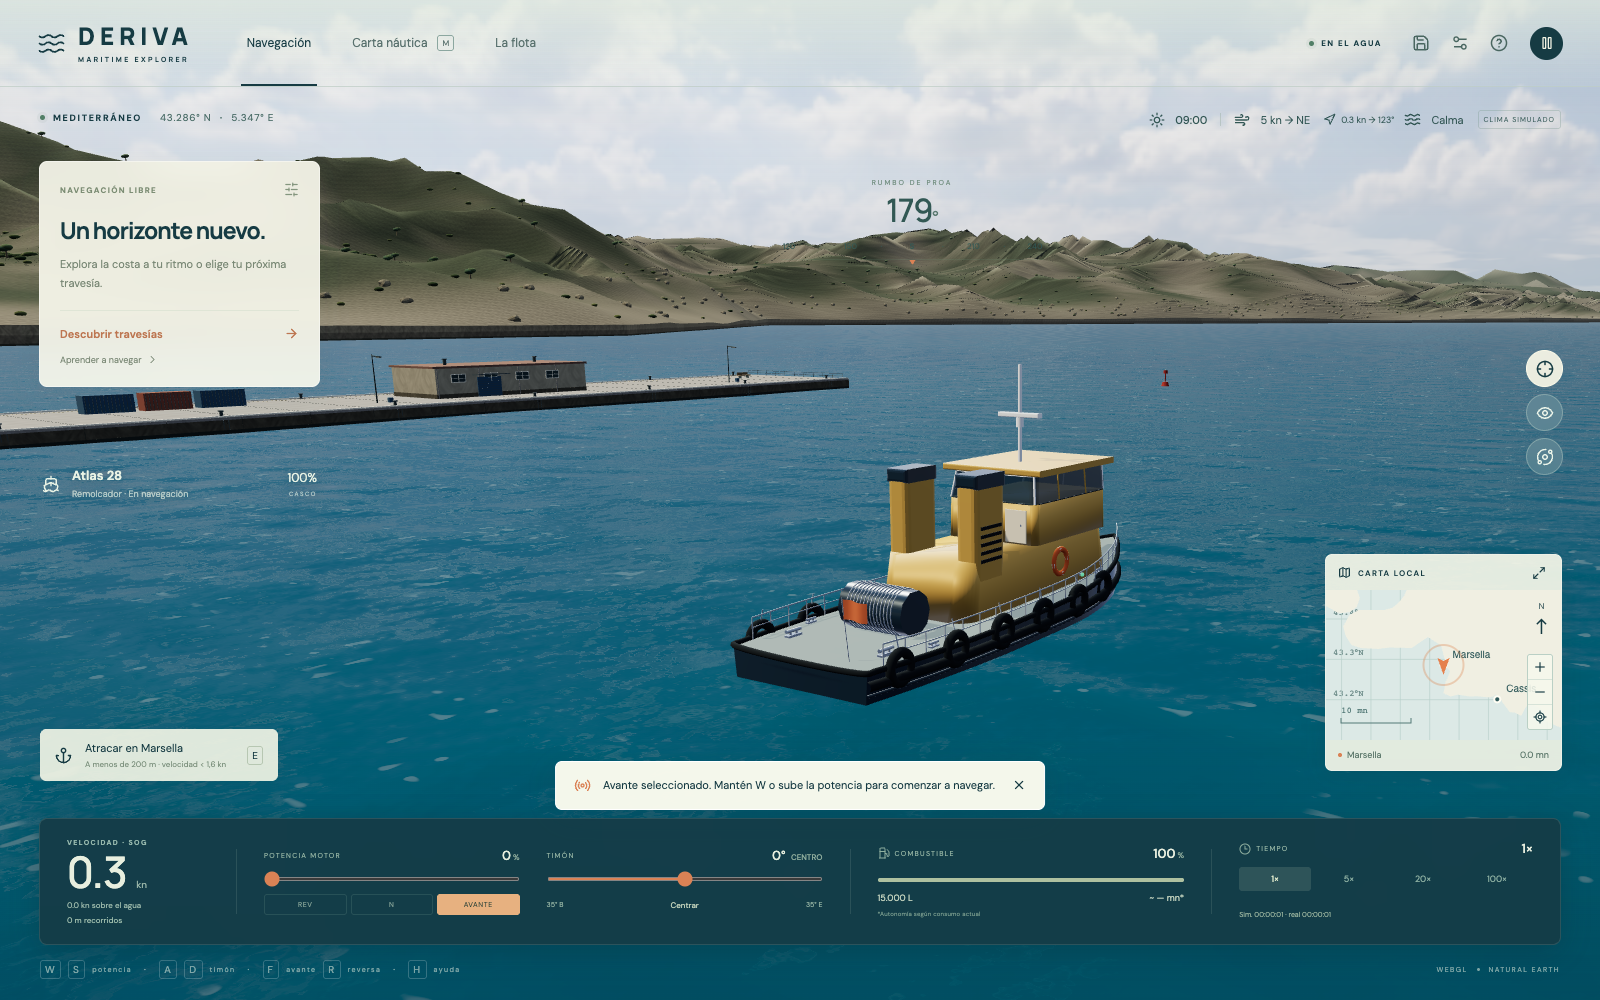 DERIVA
MARITIME EXPLORER
Navegación
Carta náutica M
La flota
EN EL AGUA
MEDITERRÁNEO 43.286° N · 5.347° E
09:00
5 kn → NE
0.3 kn → 123°
Calma
CLIMA SIMULADO
NAVEGACIÓN LIBRE
Un horizonte nuevo.
Explora la costa a tu ritmo o elige tu próxima
travesía.
Descubrir travesías
Aprender a navegar
RUMBO DE PROA
179°
Atlas 28
Remolcador · En navegación
100%
CASCO
CARTA LOCAL
N
43.3°N
Marsella
43.2°N
Cass
10 mn
Marsella 0.0 mn
Atracar en Marsella
A menos de 200 m · velocidad < 1,6 kn
E
Avante seleccionado. Mantén W o sube la potencia para comenzar a navegar.
VELOCIDAD · SOG
0.3 kn
0.0 kn sobre el agua
0 m recorridos
POTENCIA MOTOR 0 %
REV N AVANTE
TIMÓN 0° CENTRO
35° B Centrar 35° E
COMBUSTIBLE 100 %
15.000 L ~ — mn*
*Autonomía según consumo actual
TIEMPO 1×
1× 5× 20× 100×
Sim. 00:00:01 · real 00:00:01
W S potencia · A D timón · F avante R reversa · H ayuda
WEBGL • NATURAL EARTH